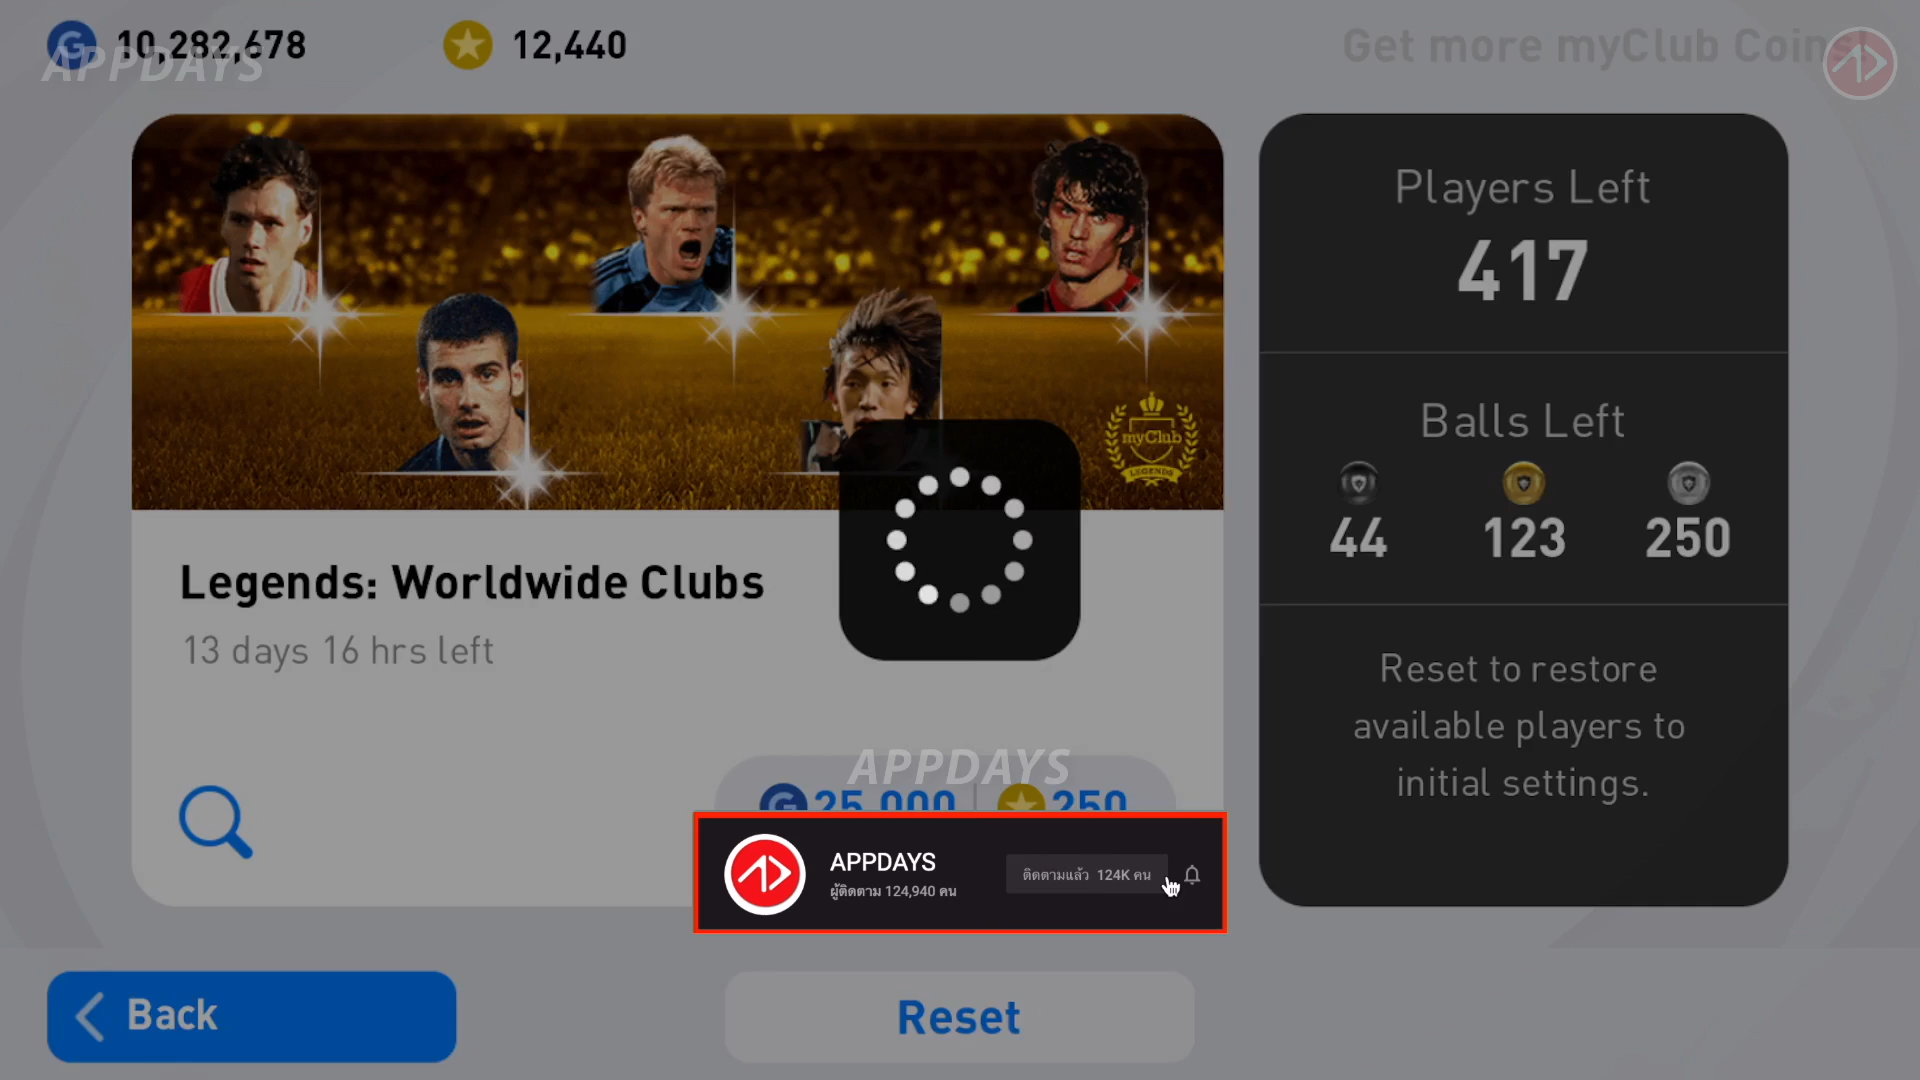 10,282,678
APPDAYS
12,440
Get more myClub Coins!
Players Left
417
Balls Left
44 123 250
Reset to restore
available players to
initial settings.
myClub
LEGENDS
Legends: Worldwide Clubs
13 days 16 hrs left
APPDAYS
25,000 250
APPDAYS
ผู้ติดตาม 124,940 คน
ติดตามแล้ว 124K คน
Back
Reset